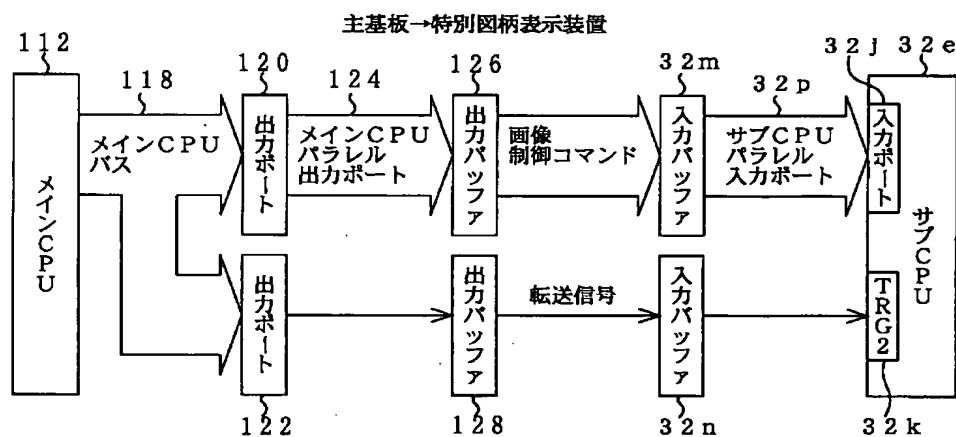 主基板→特別図柄表示装置
112
118
120
124
126
32m
32p
32j
32e
メインCPU
メインCPU
バス
出力ポート
メインCPU
パラレル
出力ポート
出力バッファ
画像
制御コマンド
入力バッファ
サブCPU
パラレル
入力ポート
入力ポート
サブCPU
出力ポート
出力バッファ
転送信号
入力バッファ
TRG2
122
128
32n
32k